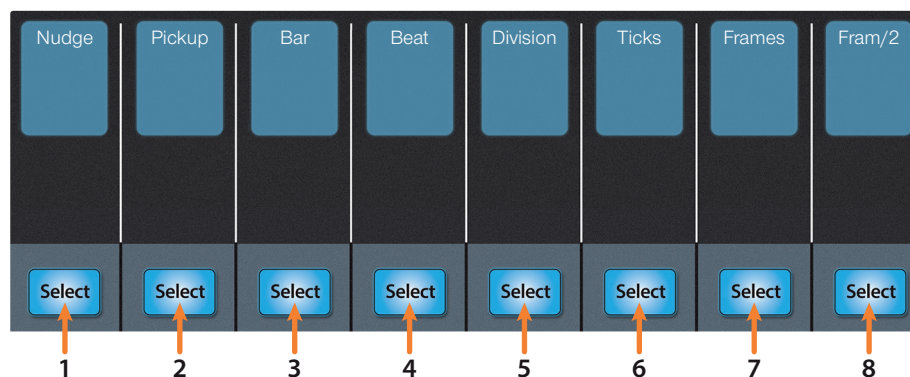 Nudge Pickup Bar Beat Division Ticks Frames Fram/2
Select Select Select Select Select Select Select Select
1 2 3 4 5 6 7 8